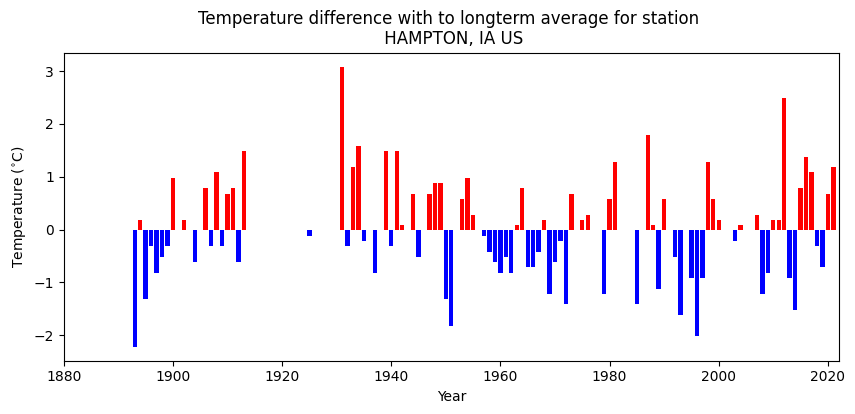 Temperature difference with to longterm average for station
HAMPTON, IA US
3
2
1
0
−1
−2
Temperature (°C)
1880 1900 1920 1940 1960 1980 2000 2020
Year